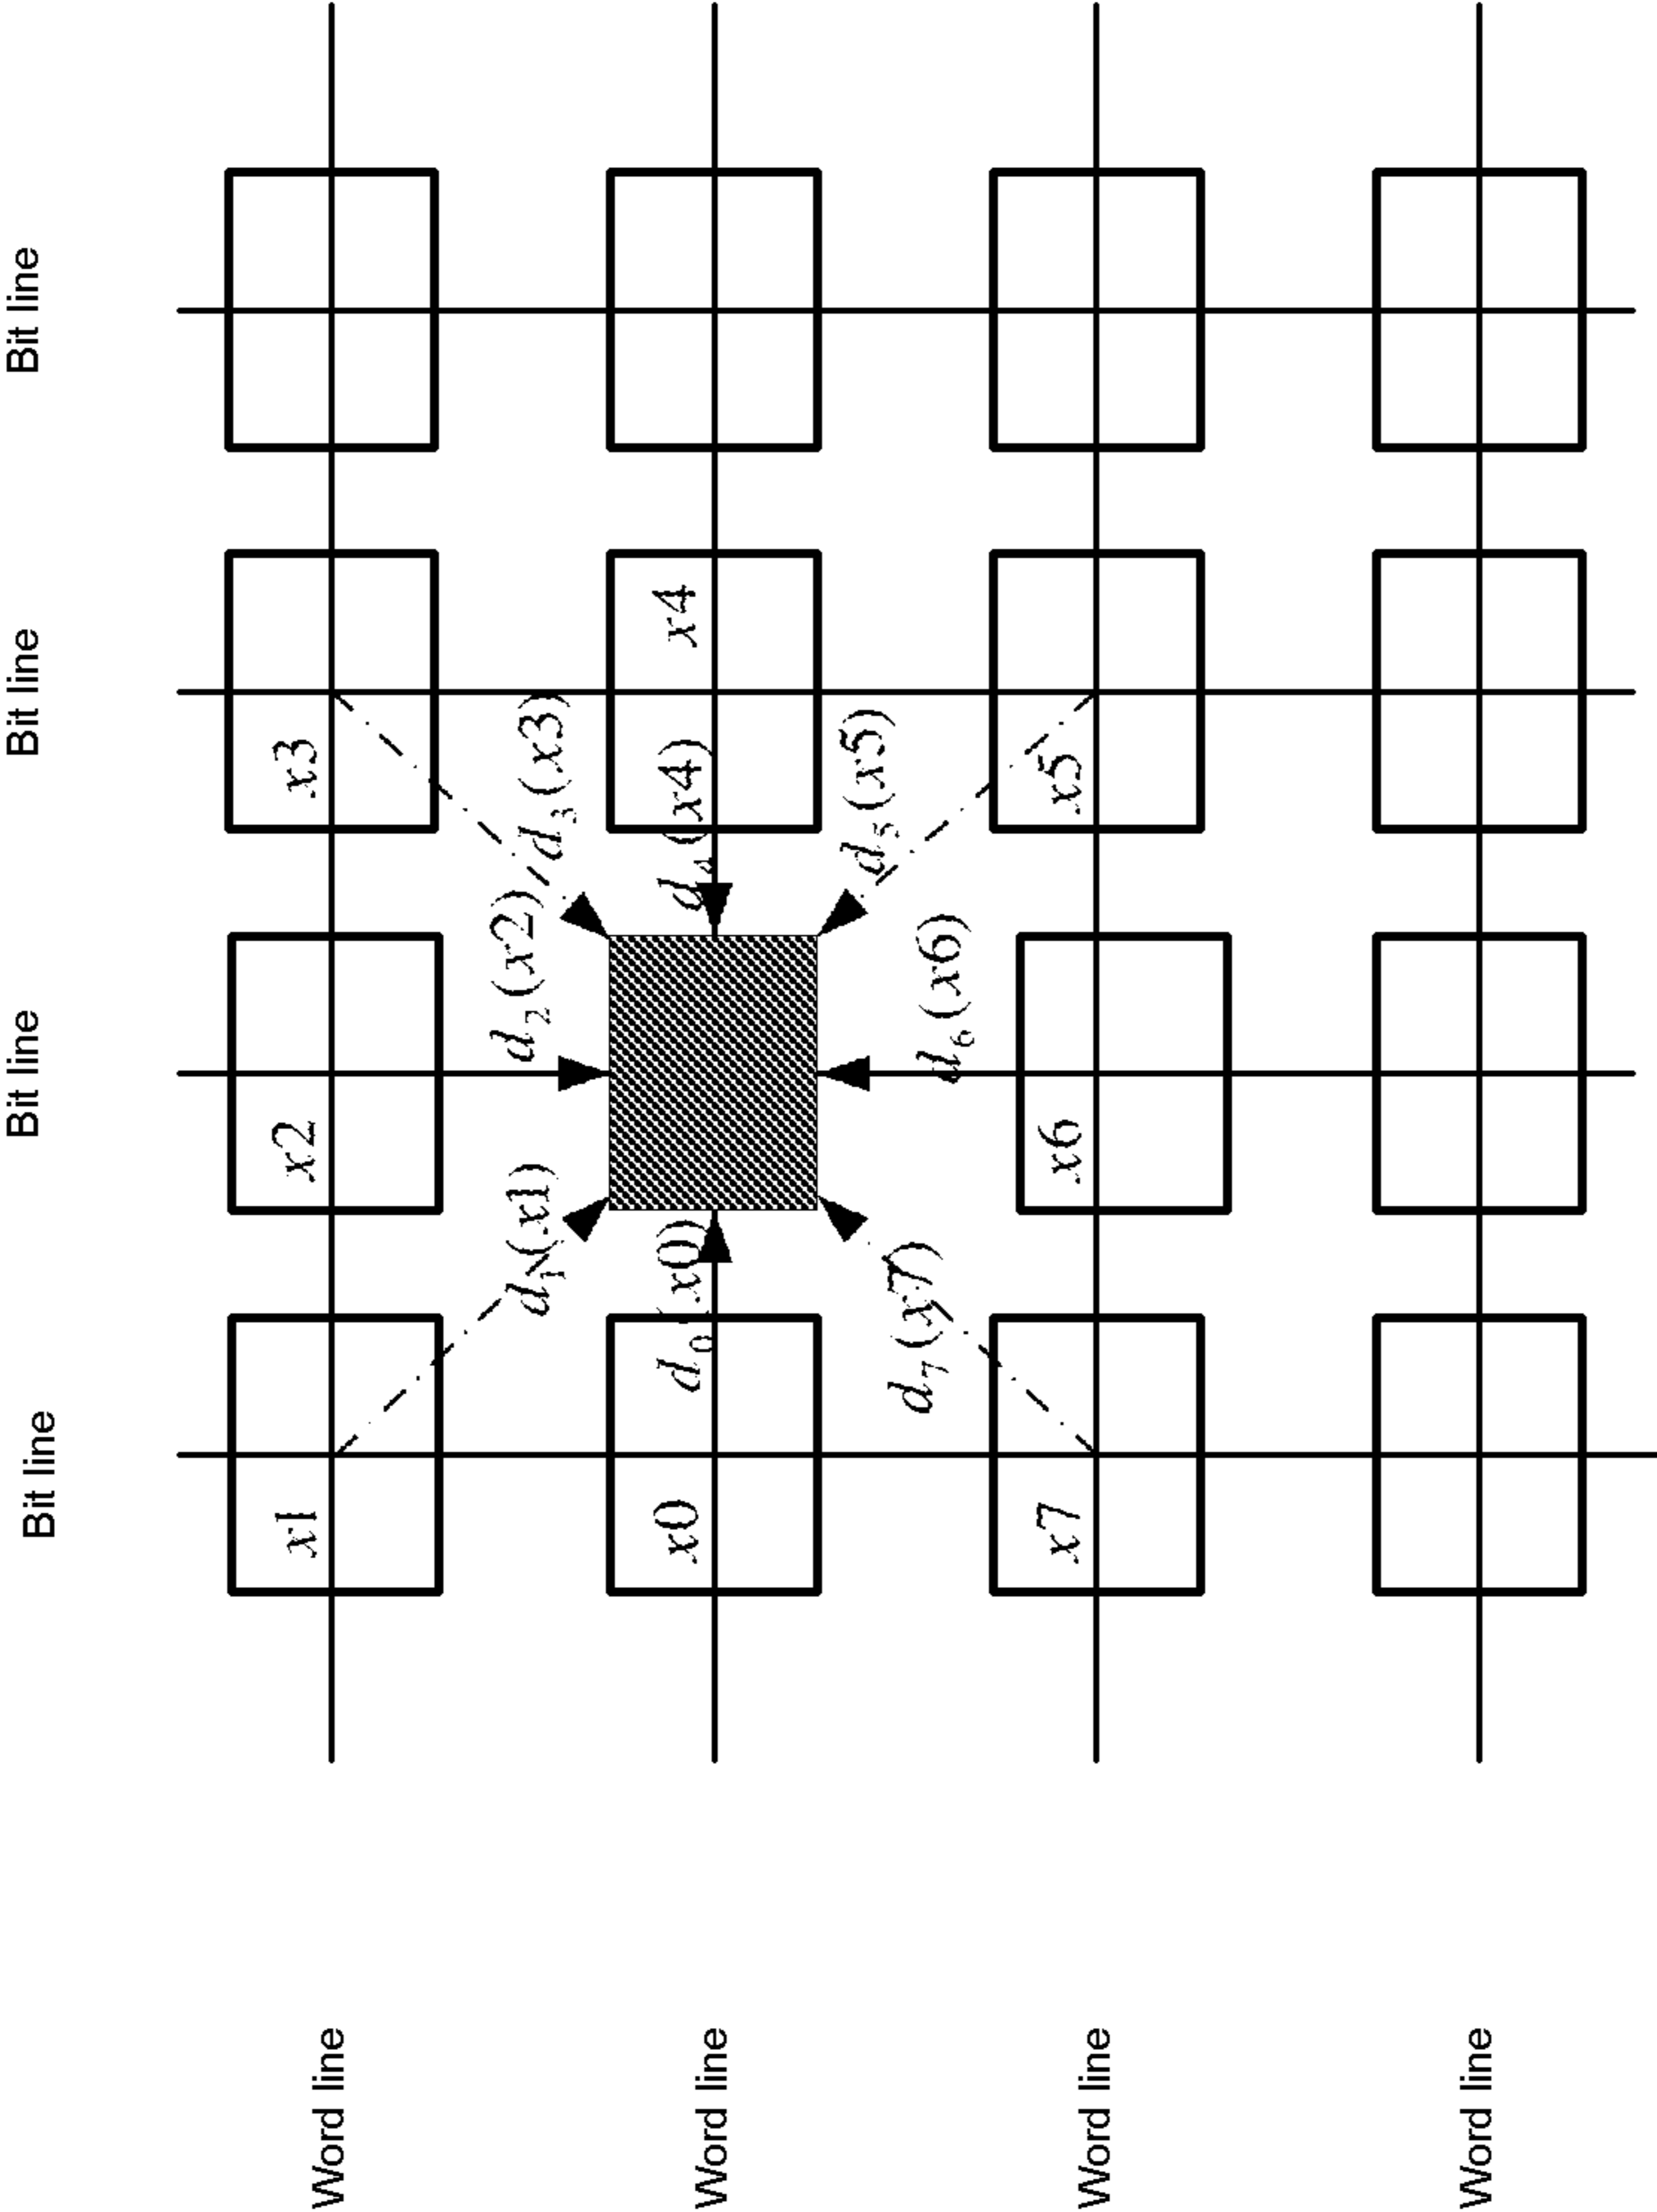 Bit line
Bit line
Bit line
Bit line
Word line
x1
x2
x3
d₁(x1)
d₂(x2)
d₃(x3)
Word line
x0
d₀(x0)
d₄(x4)
x4
d₇(x7)
d₆(x6)
d₅(x5)
Word line
x7
x6
x5
Word line